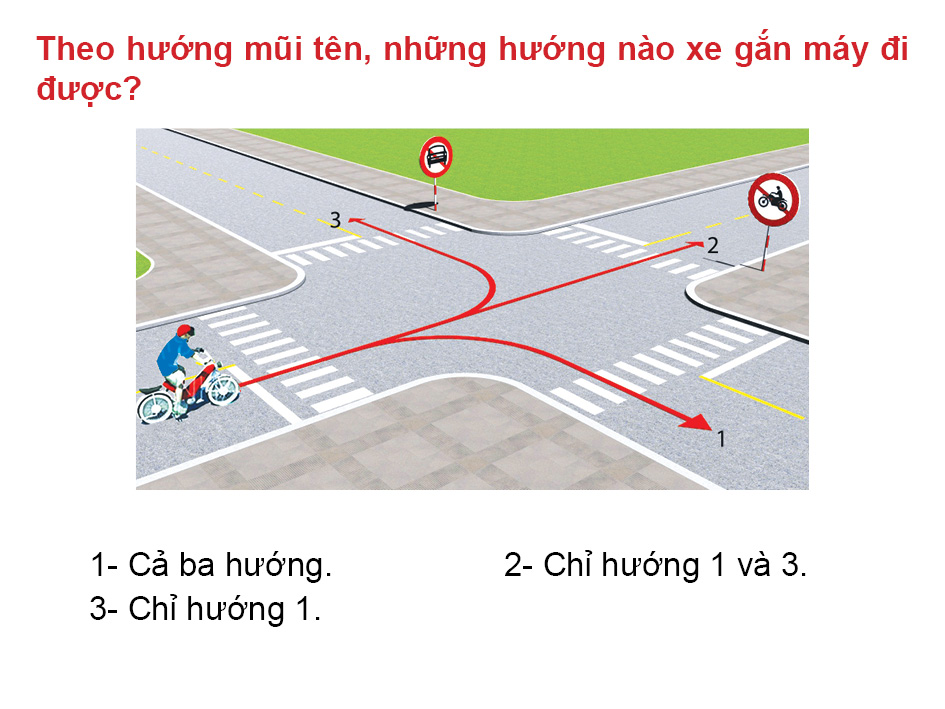 Theo hướng mũi tên, những hướng nào xe gắn máy đi
được?
3
2
1
1- Cả ba hướng. 2- Chỉ hướng 1 và 3.
3- Chỉ hướng 1.